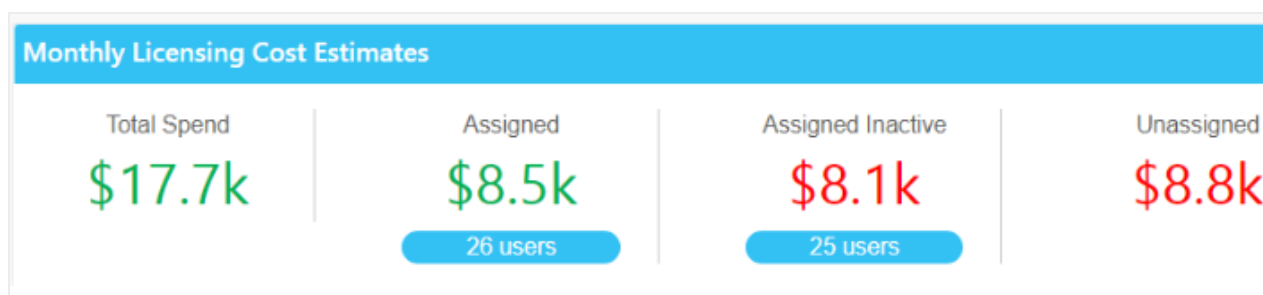 Monthly Licensing Cost Estimates
Total Spend
$17.7k
Assigned
$8.5k
26 users
Assigned Inactive
$8.1k
25 users
Unassigned
$8.8k